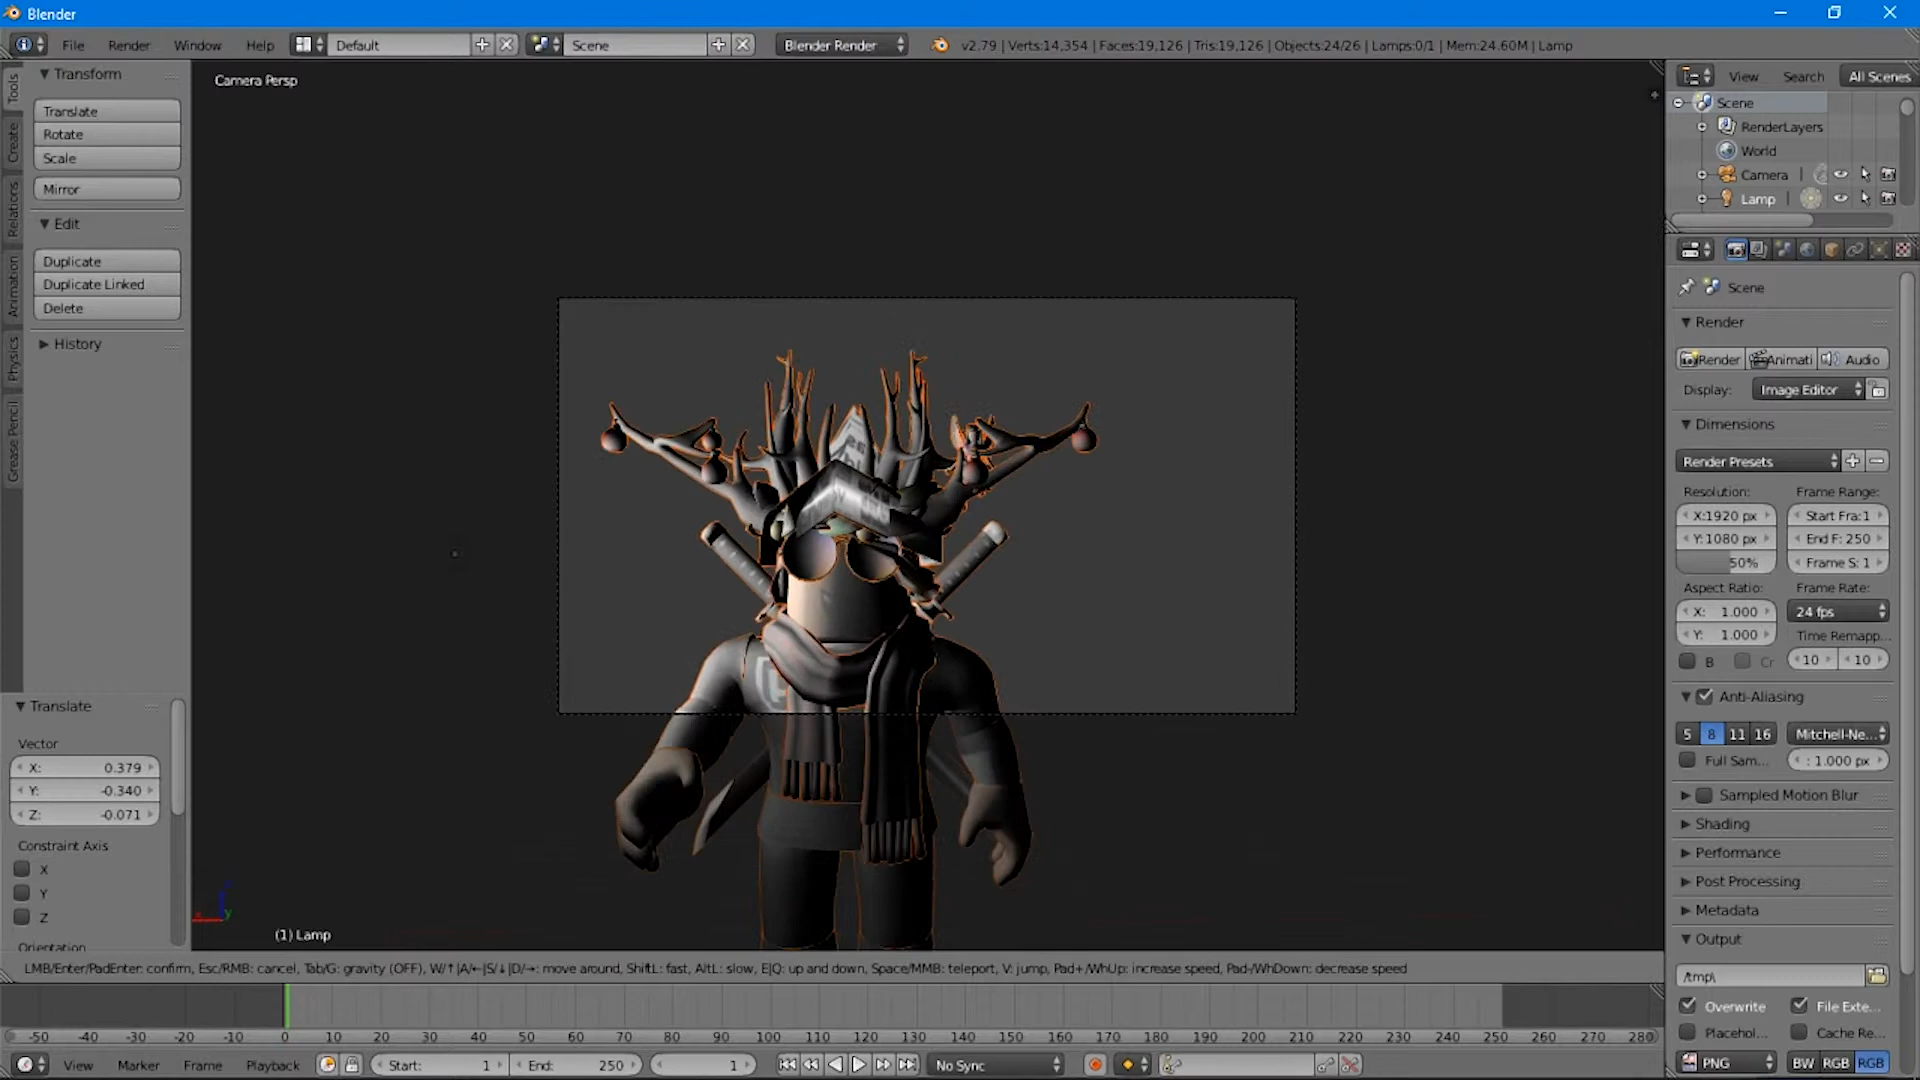 Blender
File Render Window Help Default Scene Blender Render v2.79 | Verts:14,354 | Faces:19,126 | Tris:19,126 | Objects:24/26 | Lamps:0/1 | Mem:24.60M | Lamp
Tools
Create
Relations
Animation
Physics
Grease Pencil
Transform
Translate
Rotate
Scale
Mirror
Edit
Duplicate
Duplicate Linked
Delete
History
Translate
Vector
X: 0.379
Y: -0.340
Z: -0.071
Constraint Axis
X
Y
Z
Orientation
Camera Persp
(1) Lamp
View Search All Scenes
Scene
RenderLayers
World
Camera
Lamp
Scene
Render
Render Animati Audio
Display: Image Editor
Dimensions
Render Presets
Resolution: Frame Range:
X:1920 px Start Fra:1
Y:1080 px End F: 250
50% Frame S: 1
Aspect Ratio: Frame Rate:
X: 1.000 24 fps
Y: 1.000 Time Remapp...
B Cr 10 10
Anti-Aliasing
5 8 11 16 Mitchell-Ne...
Full Sam... : 1.000 px
Sampled Motion Blur
Shading
Performance
Post Processing
Metadata
Output
/tmp\
Overwrite File Exte...
Placehol... Cache Re...
PNG BW RGB RGB
LMB/Enter/PadEnter: confirm, Esc/RMB: cancel, Tab/G: gravity (OFF), W/↑|A/←|S/↓|D/→: move around, ShiftL: fast, AltL: slow, E|Q: up and down, Space/MMB: teleport, V: jump, Pad+/WhUp: increase speed, Pad-/WhDown: decrease speed
-50 -40 -30 -20 -10 0 10 20 30 40 50 60 70 80 90 100 110 120 130 140 150 160 170 180 190 200 210 220 230 240 250 260 270 280
View Marker Frame Playback Start: 1 End: 250 1 No Sync